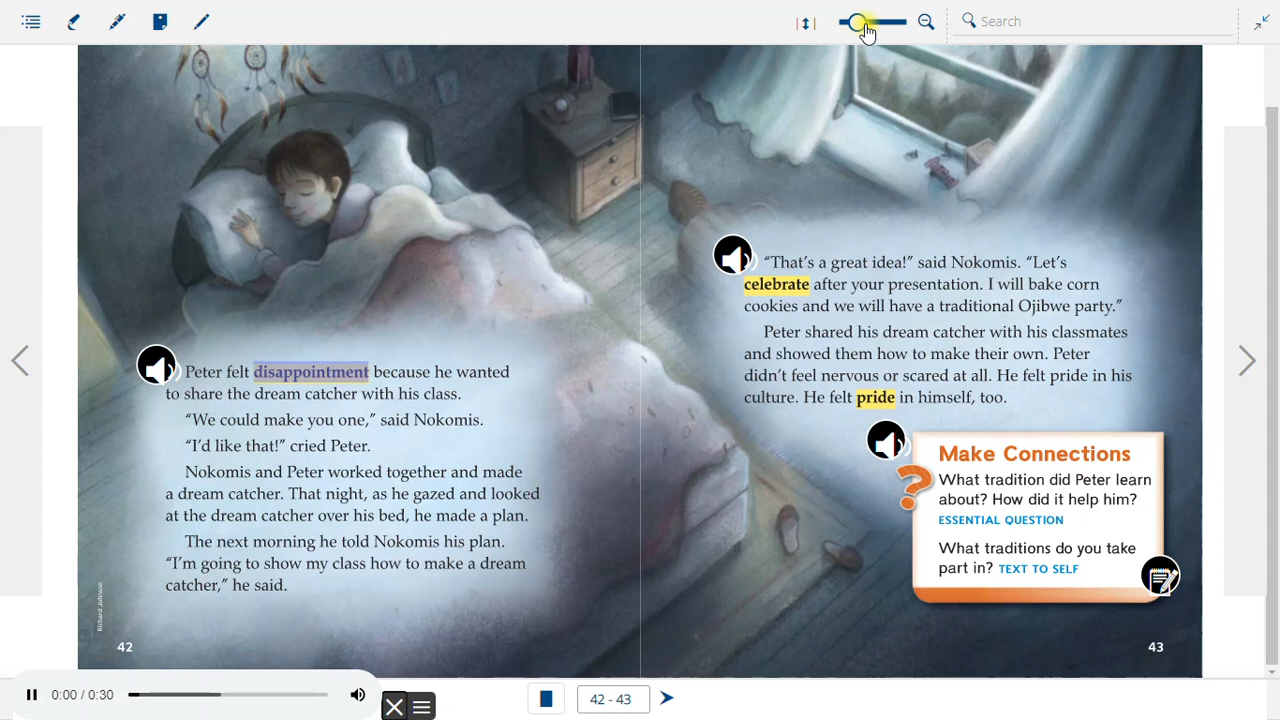 Search
Peter felt disappointment because he wanted
to share the dream catcher with his class.
“We could make you one,” said Nokomis.
“I’d like that!” cried Peter.
Nokomis and Peter worked together and made
a dream catcher. That night, as he gazed and looked
at the dream catcher over his bed, he made a plan.
The next morning he told Nokomis his plan.
“I’m going to show my class how to make a dream
catcher,” he said.
Richard Johnson
42
“That’s a great idea!” said Nokomis. “Let’s
celebrate after your presentation. I will bake corn
cookies and we will have a traditional Ojibwe party.”
Peter shared his dream catcher with his classmates
and showed them how to make their own. Peter
didn’t feel nervous or scared at all. He felt pride in his
culture. He felt pride in himself, too.
Make Connections
?
What tradition did Peter learn
about? How did it help him?
ESSENTIAL QUESTION
What traditions do you take
part in? TEXT TO SELF
43
0:00 / 0:30
42 - 43